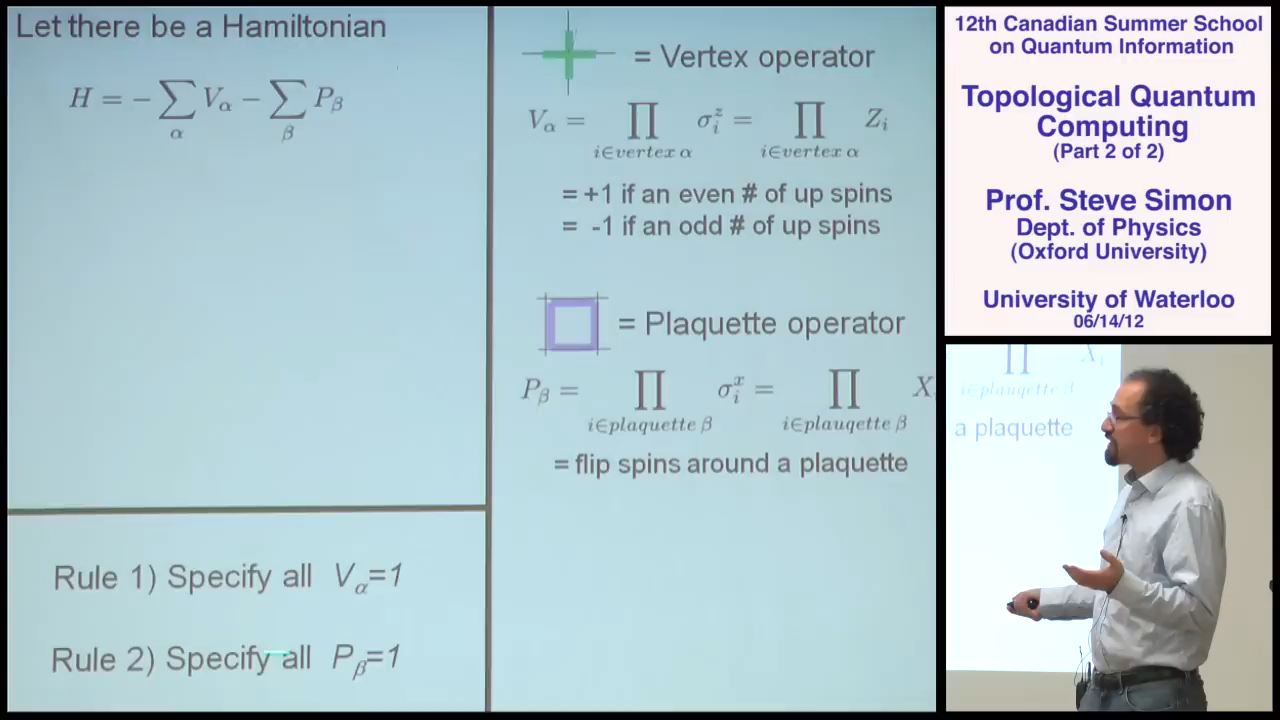 Let there be a Hamiltonian
H = − ∑_α V_α − ∑_β P_β
= Vertex operator
V_α = ∏_{i∈vertex α} σ_i^z = ∏_{i∈vertex α} Z_i
= +1 if an even # of up spins
= -1 if an odd # of up spins
= Plaquette operator
P_β = ∏_{i∈plaquette β} σ_i^x = ∏_{i∈plauqette β} X
= flip spins around a plaquette
Rule 1) Specify all V_α=1
Rule 2) Specify all P_β=1
12th Canadian Summer School
on Quantum Information
Topological Quantum
Computing
(Part 2 of 2)
Prof. Steve Simon
Dept. of Physics
(Oxford University)
University of Waterloo
06/14/12
∏ X_i
i∈plauqette β
a plaquette